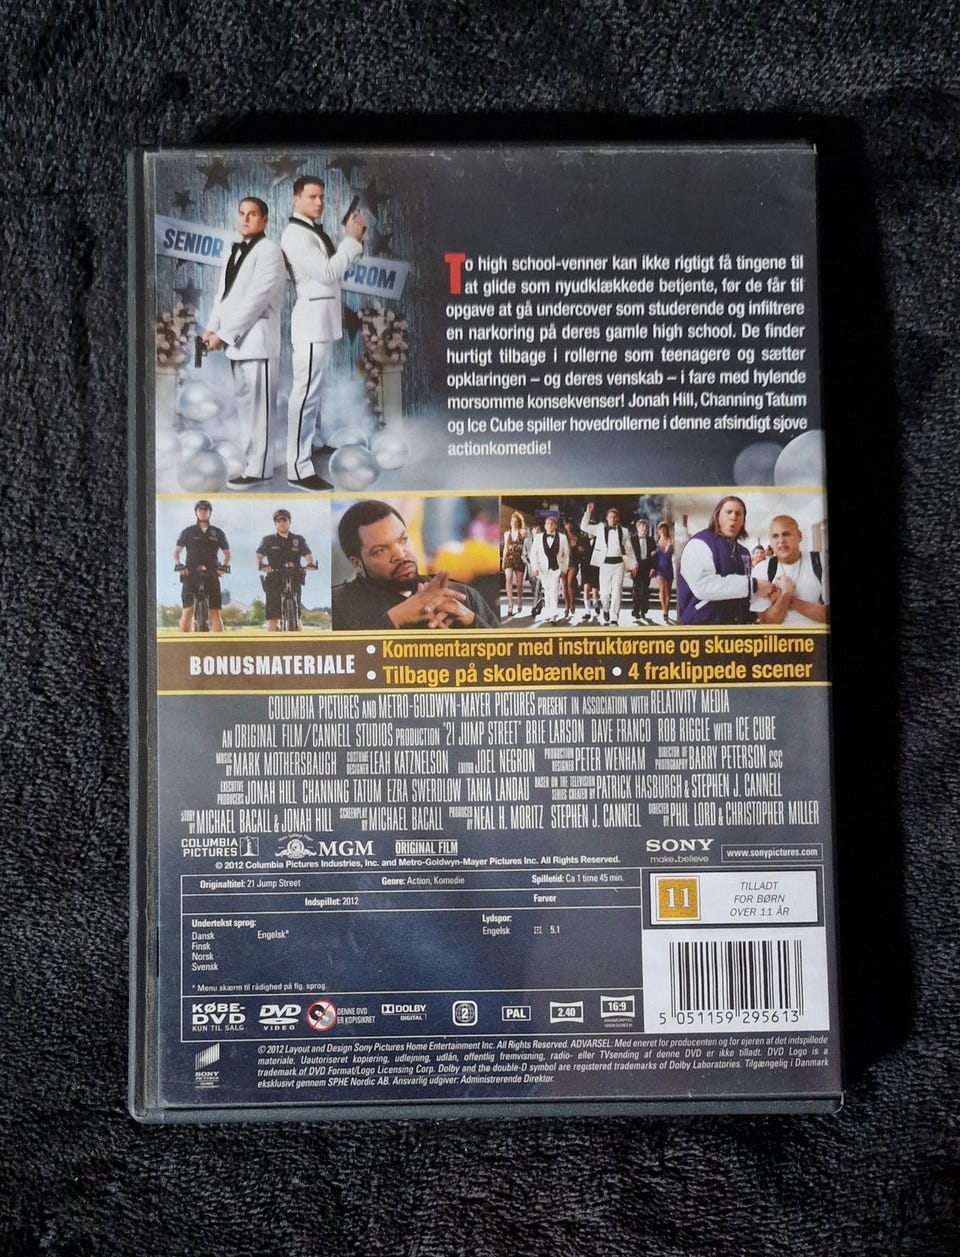 SENIOR
PROM
To high school-venner kan ikke rigtigt få tingene til
at glide som nyudklækkede betjente, før de får til
opgave at gå undercover som studerende og infiltrere
en narkoring på deres gamle high school. De finder
hurtigt tilbage i rollerne som teenagere og sætter
opklaringen – og deres venskab – i fare med hylende
morsomme konsekvenser! Jonah Hill, Channing Tatum
og Ice Cube spiller hovedrollerne i denne afsindigt sjove
actionkomedie!
BONUSMATERIALE
• Kommentarspor med instruktørerne og skuespillerne
• Tilbage på skolebænken • 4 fraklippede scener
COLUMBIA PICTURES AND METRO-GOLDWYN-MAYER PICTURES PRESENT IN ASSOCIATION WITH RELATIVITY MEDIA
AN ORIGINAL FILM/CANNELL STUDIOS PRODUCTION "21 JUMP STREET" BRIE LARSON DAVE FRANCO ROB RIGGLE WITH ICE CUBE
MUSIC BY MARK MOTHERSBAUGH COSTUME DESIGNER LEAH KATZNELSON EDITOR JOEL NEGRON PRODUCTION DESIGNER PETER WENHAM DIRECTOR OF PHOTOGRAPHY BARRY PETERSON CSC
EXECUTIVE PRODUCERS JONAH HILL CHANNING TATUM EZRA SWERDLOW TANIA LANDAU BASED ON THE TELEVISION SERIES CREATED BY PATRICK HASBURGH & STEPHEN J. CANNELL
STORY BY MICHAEL BACALL & JONAH HILL SCREENPLAY BY MICHAEL BACALL PRODUCED BY NEAL H. MORITZ STEPHEN J. CANNELL DIRECTED BY PHIL LORD & CHRISTOPHER MILLER
COLUMBIA PICTURES MGM ORIGINAL FILM SONY make.believe www.sonypictures.com
© 2012 Columbia Pictures Industries, Inc. and Metro-Goldwyn-Mayer Pictures Inc. All Rights Reserved.
Originaltitel: 21 Jump Street Genre: Action, Komedie Spilletid: Ca 1 time 45 min.
Indspillet: 2012 Farver
Undertekst sprog: Lydspor:
Dansk Engelsk* Engelsk 5.1
Finsk
Norsk
Svensk
* Menu skærm til rådighed på flg. sprog.
11
TILLADT
FOR BØRN
OVER 11 ÅR
KØBE-
DVD
KUN TIL SALG
DVD
VIDEO
DENNE DVD
ER KOPISIKRET
DOLBY
DIGITAL
2
PAL
2.40
16:9
ANAMORPHIC
WIDESCREEN
5 051159 295613
SONY
PICTURES
© 2012 Layout and Design Sony Pictures Home Entertainment Inc. All Rights Reserved. ADVARSEL: Med eneret for producenten og for ejeren af det indspillede
materiale. Uautoriseret kopiering, udlejning, udlån, offentlig fremvisning, radio- eller TVsending af denne DVD er ikke tilladt. DVD Logo is a
trademark of DVD Format/Logo Licensing Corp. Dolby and the double-D symbol are registered trademarks of Dolby Laboratories. Tilgængelig i Danmark
eksklusivt gennem SPHE Nordic AB. Ansvarlig udgiver: Administrerende Direktør.